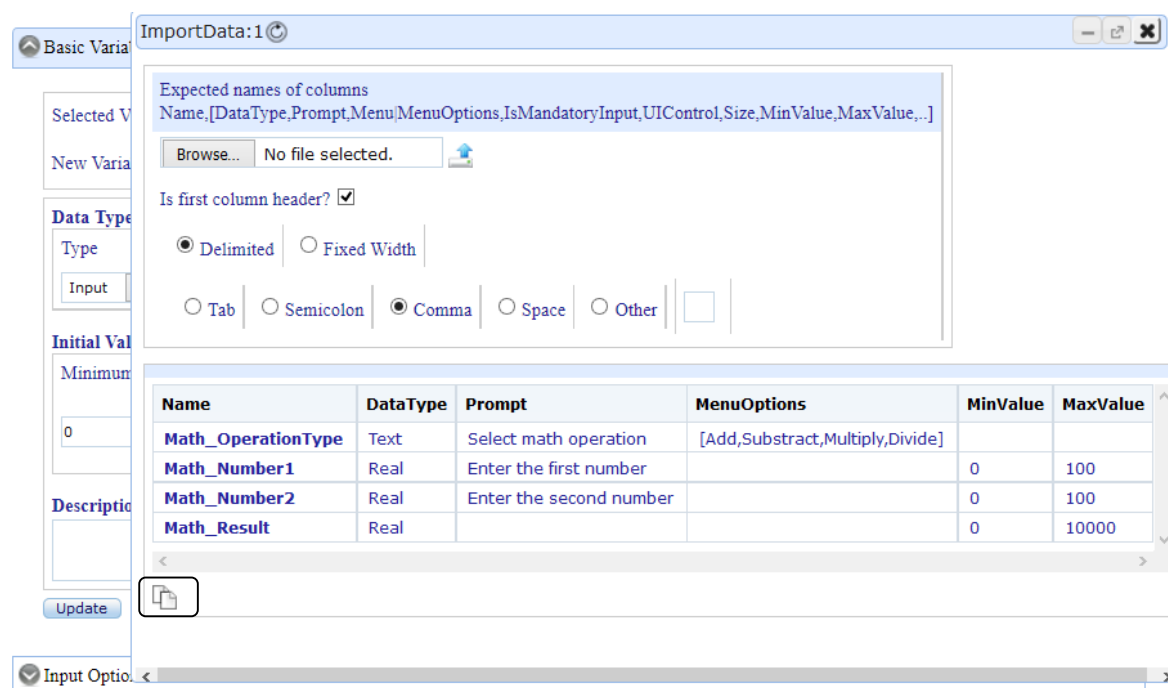 ImportData:1
Basic Varia
Expected names of columns
Name,[DataType,Prompt,Menu|MenuOptions,IsMandatoryInput,UIControl,Size,MinValue,MaxValue,..]
Selected V
Browse... No file selected.
New Varia
Is first column header?
Data Type
Type
Delimited Fixed Width
Input
Tab Semicolon Comma Space Other
Initial Val
Minimum
Name DataType Prompt MenuOptions MinValue MaxValue
0
Math_OperationType Text Select math operation [Add,Substract,Multiply,Divide]
Math_Number1 Real Enter the first number 0 100
Math_Number2 Real Enter the second number 0 100
Descriptio
Math_Result Real 0 10000
Update
Input Optio